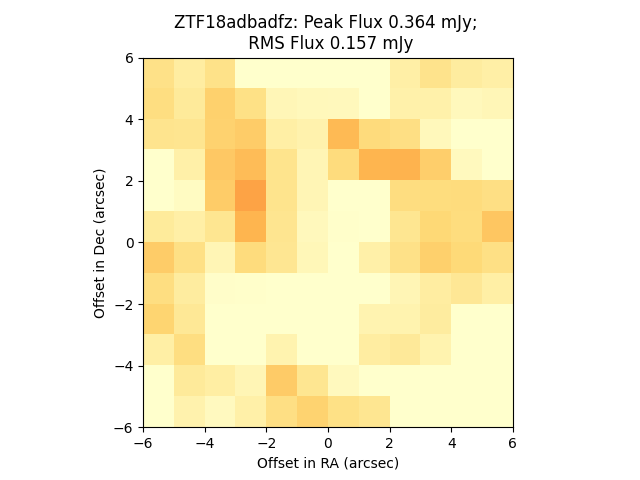 ZTF18adbadfz: Peak Flux 0.364 mJy;
RMS Flux 0.157 mJy
6
4
2
0
−2
−4
−6
Offset in Dec (arcsec)
−6 −4 −2 0 2 4 6
Offset in RA (arcsec)